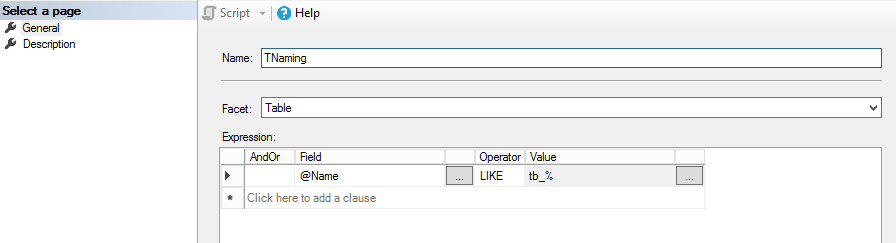 Select a page
General
Description
Script Help
Name: TNaming
Facet: Table
Expression:
AndOr Field Operator Value
@Name ... LIKE tb_% ...
* Click here to add a clause